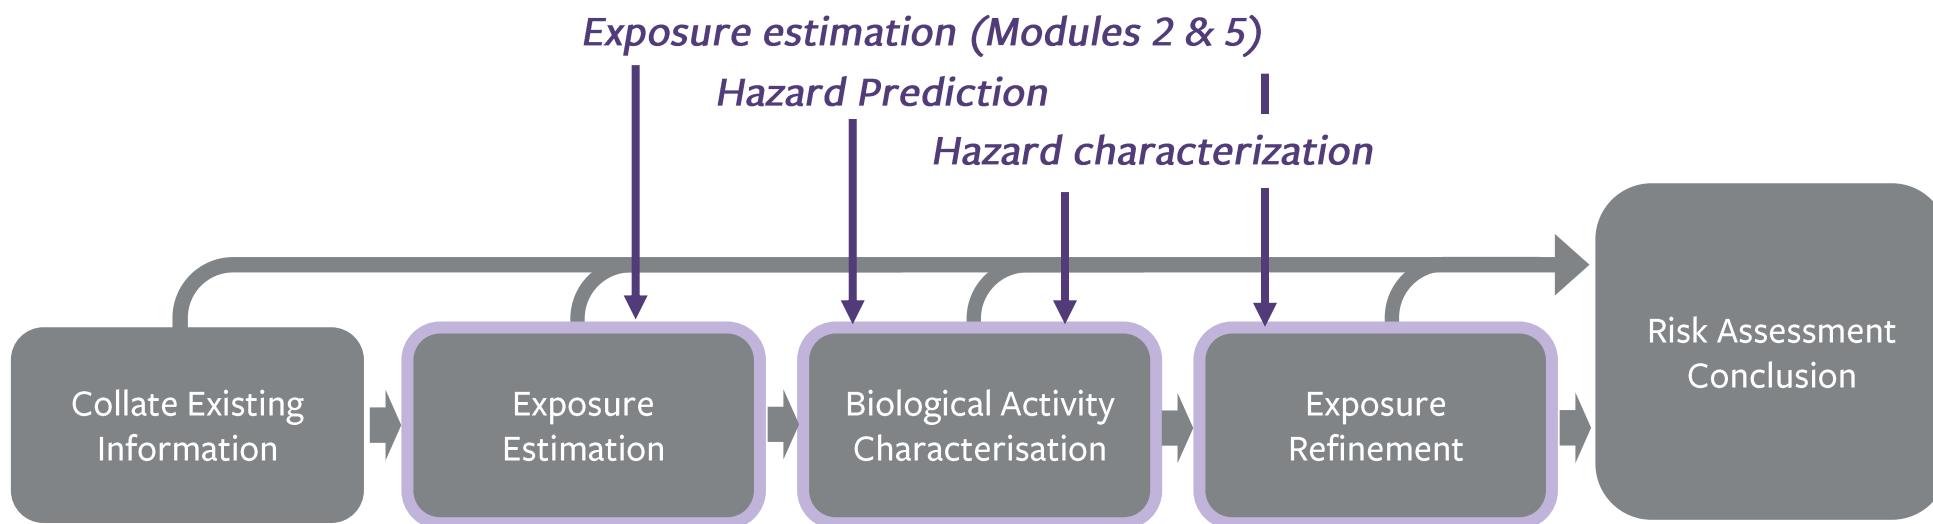 Exposure estimation (Modules 2 & 5)
Hazard Prediction
Hazard characterization
Collate Existing
Information
Exposure
Estimation
Biological Activity
Characterisation
Exposure
Refinement
Risk Assessment
Conclusion